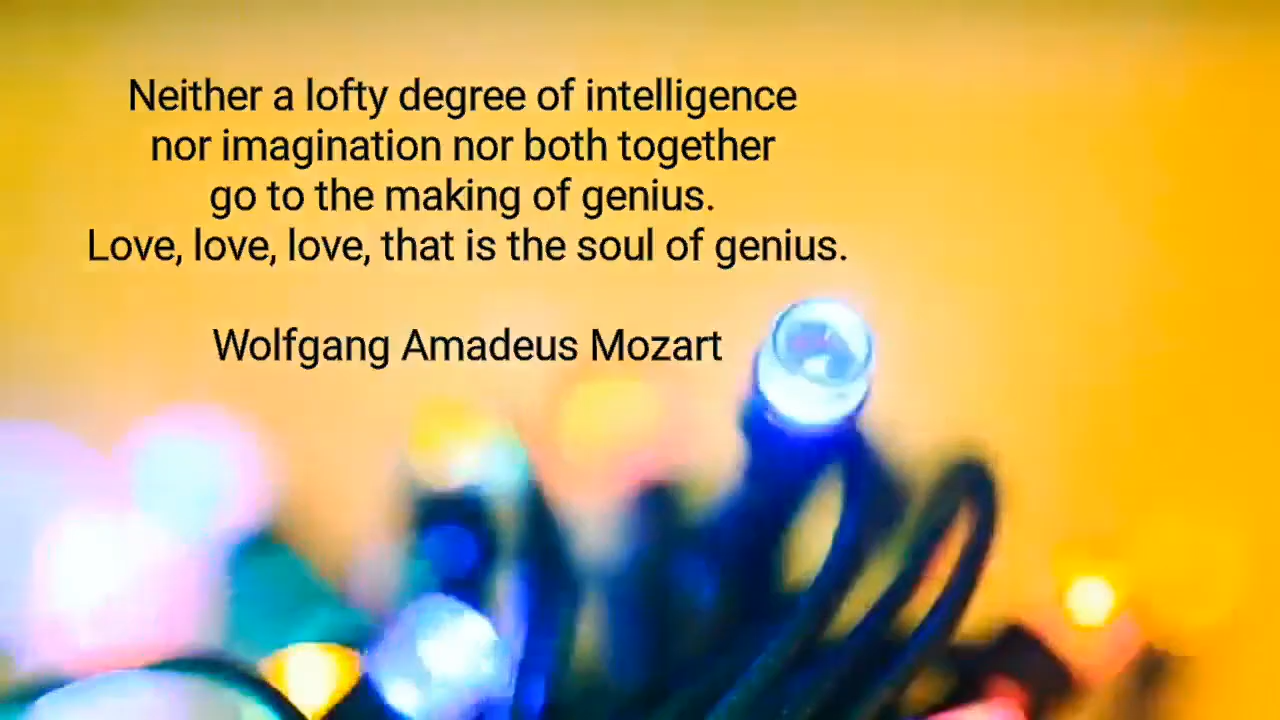 Neither a lofty degree of intelligence
nor imagination nor both together
go to the making of genius.
Love, love, love, that is the soul of genius.
Wolfgang Amadeus Mozart